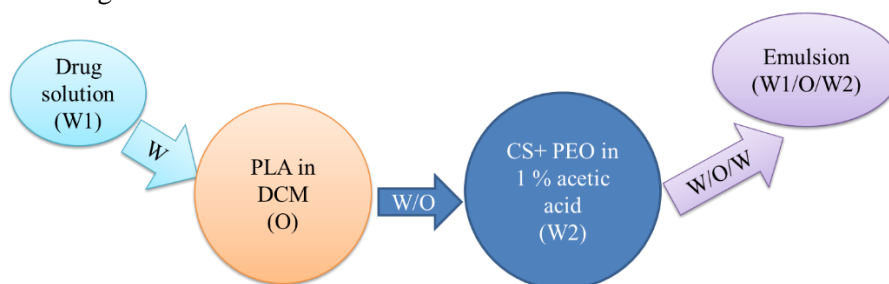 Drug
solution
(W1)
W
PLA in
DCM
(O)
W/O
CS+ PEO in
1 % acetic
acid
(W2)
W/O/W
Emulsion
(W1/O/W2)